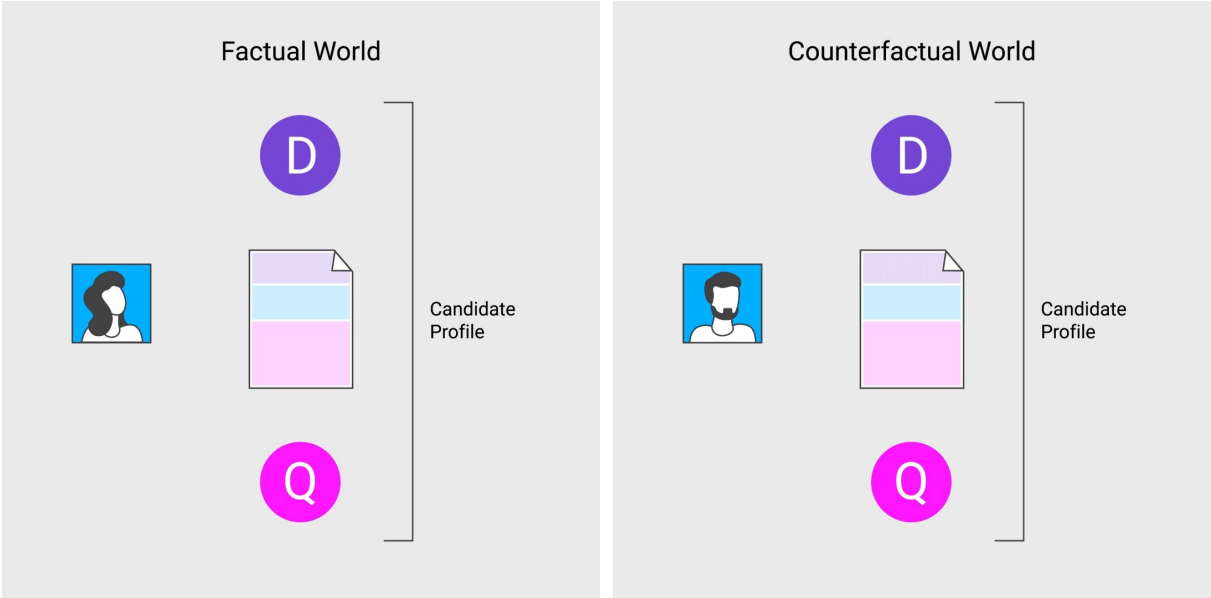 Factual World
D
Candidate
Profile
Q
Counterfactual World
D
Candidate
Profile
Q